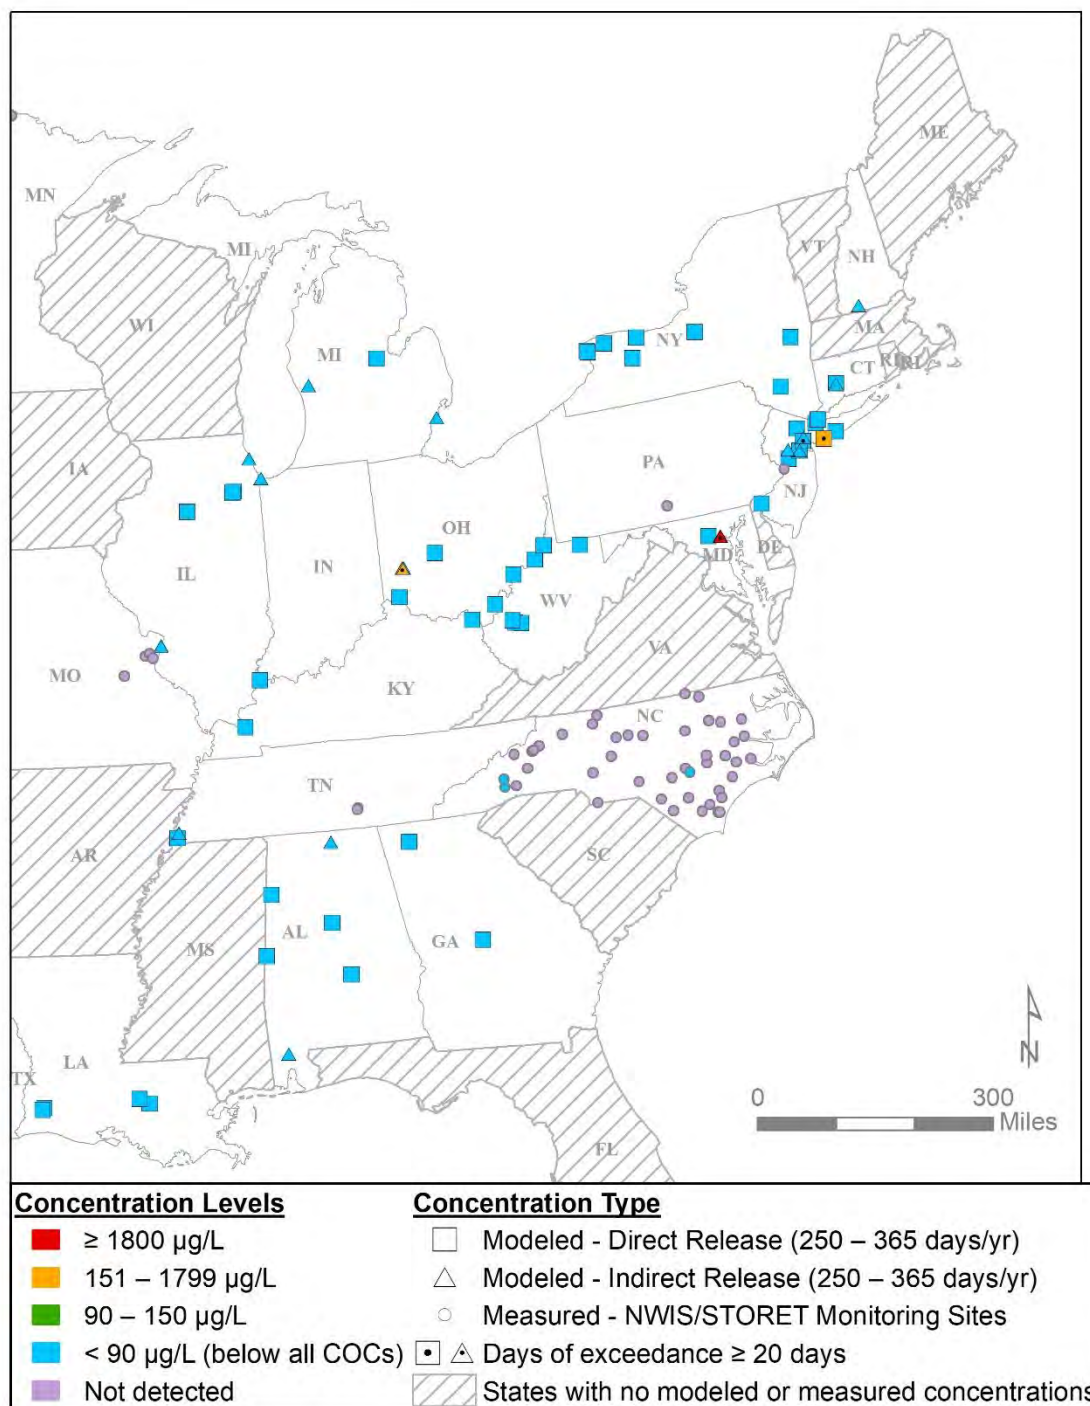 ME
MN
MI
VT
NH
WI
MA
NY
MI
CT
RI
RI
IA
PA
NJ
OH
MD
DE
IN
IL
WV
VA
MO
KY
NC
TN
AR
SC
MS
AL
GA
LA
TX
N
0 300
Miles
FL
Concentration Levels
≥ 1800 µg/L
151 – 1799 µg/L
90 – 150 µg/L
< 90 µg/L (below all COCs)
Not detected
Concentration Type
Modeled - Direct Release (250 – 365 days/yr)
Modeled - Indirect Release (250 – 365 days/yr)
Measured - NWIS/STORET Monitoring Sites
Days of exceedance ≥ 20 days
States with no modeled or measured concentrations